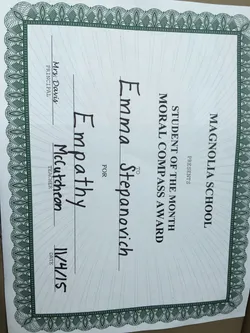 MAGNOLIA SCHOOL
PRESENTS
STUDENT OF THE MONTH
MORAL COMPASS AWARD
TO
Emma Stepanovich
FOR
Empathy
Mrs. Davis McCutcheon 11/4/15
PRINCIPAL TEACHER DATE